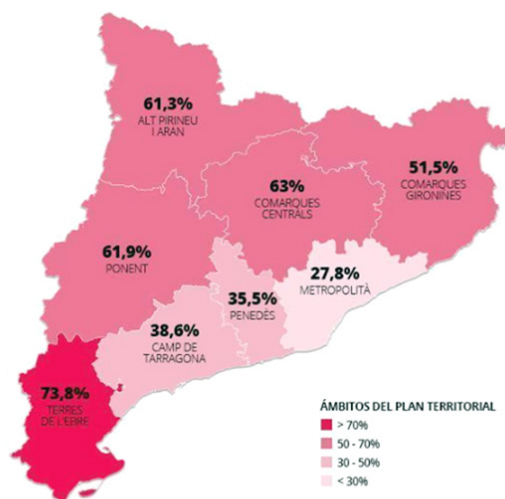 61,3%
ALT PIRINEU
I ARAN
51,5%
COMARQUES
GIRONINES
63%
COMARQUES
CENTRALS
61,9%
PONENT
27,8%
METROPOLITÀ
35,5%
PENEDÈS
38,6%
CAMP DE
TARRAGONA
73,8%
TERRES
DE L'EBRE
ÁMBITOS DEL PLAN TERRITORIAL
> 70%
50 - 70%
30 - 50%
< 30%